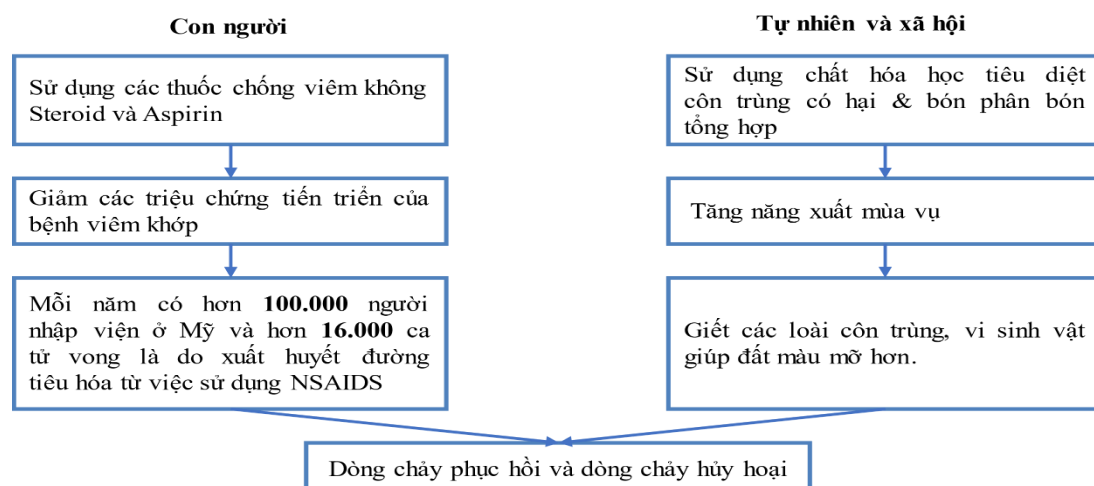 Con người
Sử dụng các thuốc chống viêm không
Steroid và Aspirin
Giảm các triệu chứng tiến triển của
bệnh viêm khớp
Mỗi năm có hơn 100.000 người
nhập viện ở Mỹ và hơn 16.000 ca
tử vong là do xuất huyết đường
tiêu hóa từ việc sử dụng NSAIDS
Tự nhiên và xã hội
Sử dụng chất hóa học tiêu diệt
côn trùng có hại & bón phân bón
tổng hợp
Tăng năng xuất mùa vụ
Giết các loài côn trùng, vi sinh vật
giúp đất màu mỡ hơn.
Dòng chảy phục hồi và dòng chảy hủy hoại